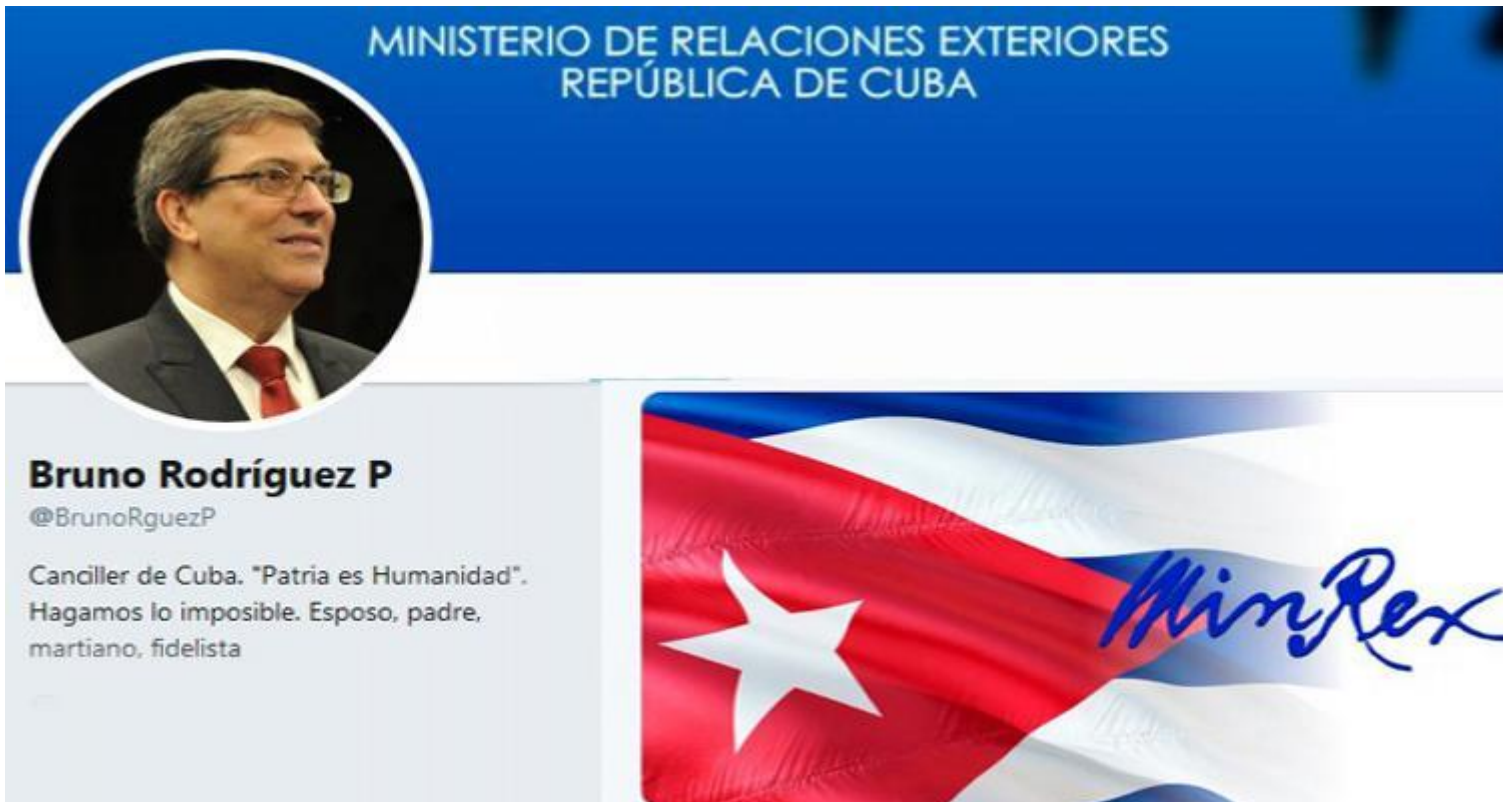 MINISTERIO DE RELACIONES EXTERIORES
REPÚBLICA DE CUBA
Bruno Rodríguez P
@BrunoRguezP
Canciller de Cuba. "Patria es Humanidad".
Hagamos lo imposible. Esposo, padre,
martiano, fidelista
MinRex